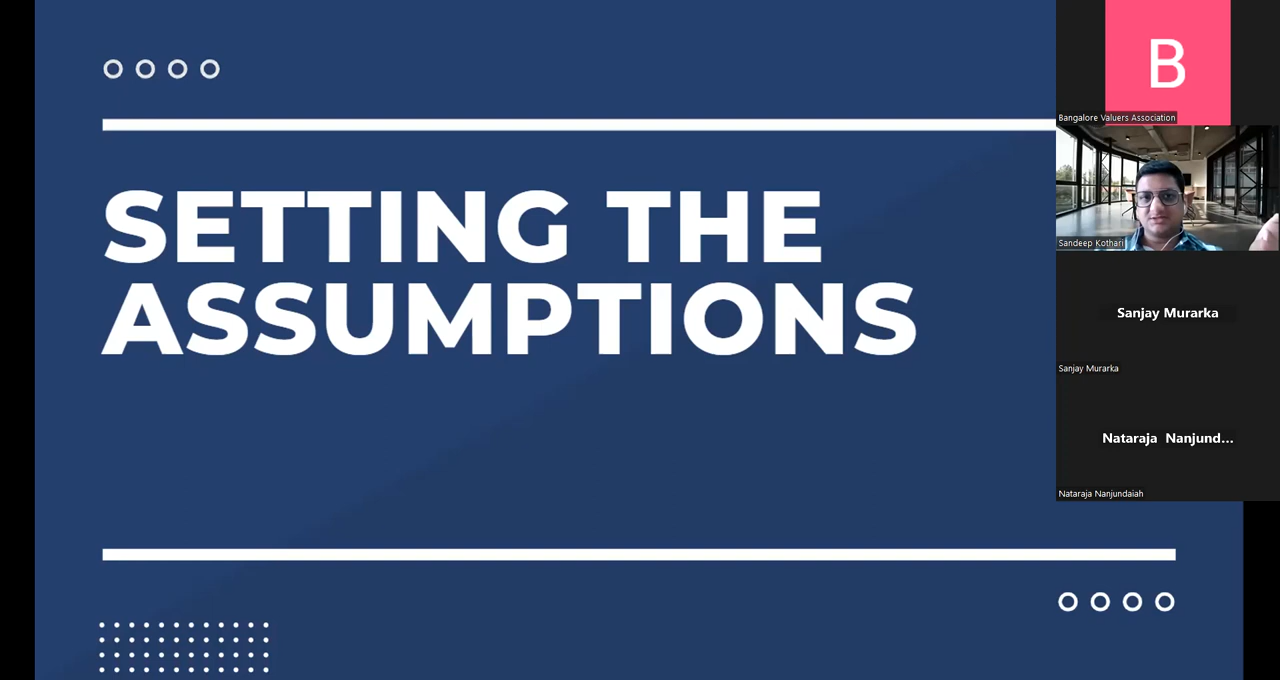 SETTING THE
ASSUMPTIONS
B
Bangalore Valuers Association
Sandeep Kothari
Sanjay Murarka
Sanjay Murarka
Nataraja Nanjund...
Nataraja Nanjundaiah